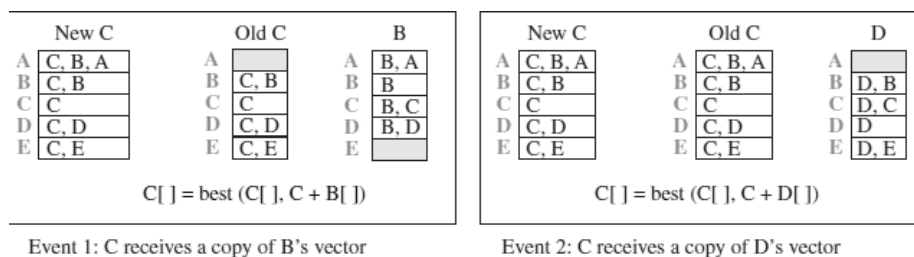 New C Old C B
A C, B, A A A B, A
B C, B B C, B B B
C C C C C B, C
D C, D D C, D D B, D
E C, E E C, E E
C[ ] = best (C[ ], C + B[ ])
Event 1: C receives a copy of B's vector
New C Old C D
A C, B, A A C, B, A A
B C, B B C, B B D, B
C C C C C D, C
D C, D D C, D D D
E C, E E C, E E D, E
C[ ] = best (C[ ], C + D[ ])
Event 2: C receives a copy of D's vector